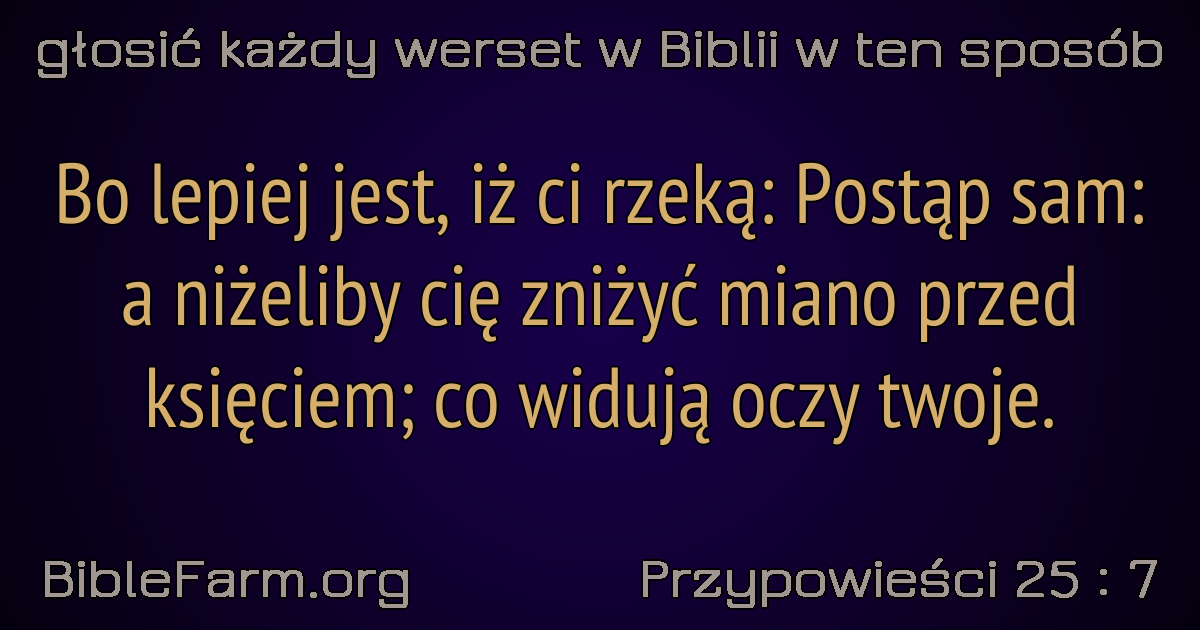 głosić każdy werset w Biblii w ten sposób
Bo lepiej jest, iż ci rzeką: Postąp sam:
a niżeliby cię zniżyć miano przed
księciem; co widują oczy twoje.
BibleFarm.org
Przypowieści 25 : 7